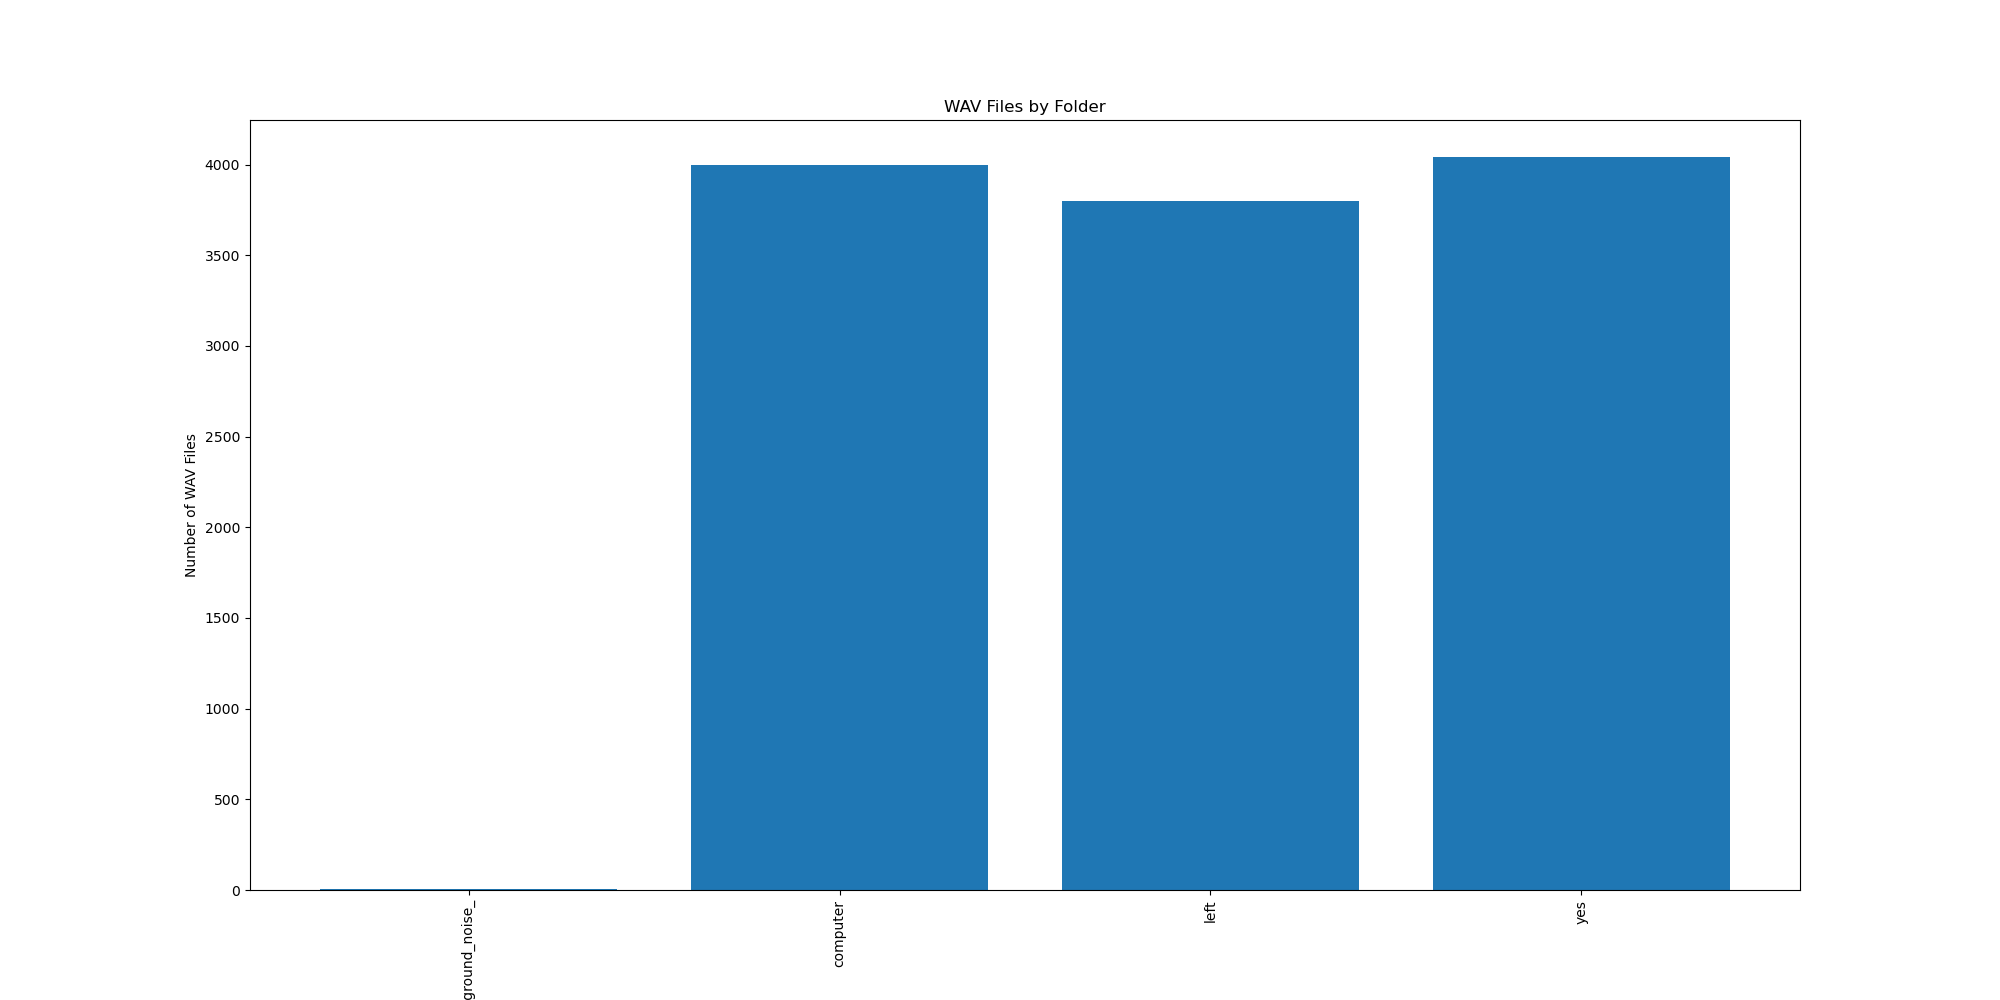 WAV Files by Folder
Number of WAV Files
4000
3500
3000
2500
2000
1500
1000
500
0
ground_noise_
computer
left
yes